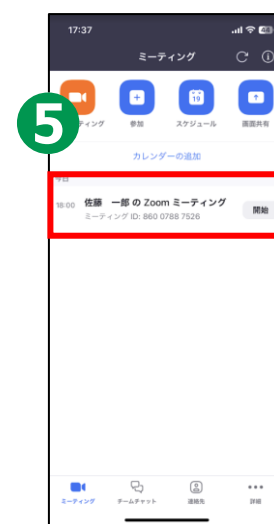 17:37
ミーティング
5
ーティング 参加 スケジュール 画面共有
19
カレンダーの追加
今日
18:00 佐藤 一郎 の Zoom ミーティング 開始
ミーティング ID: 860 0788 7526
ミーティング チームチャット 連絡先 詳細